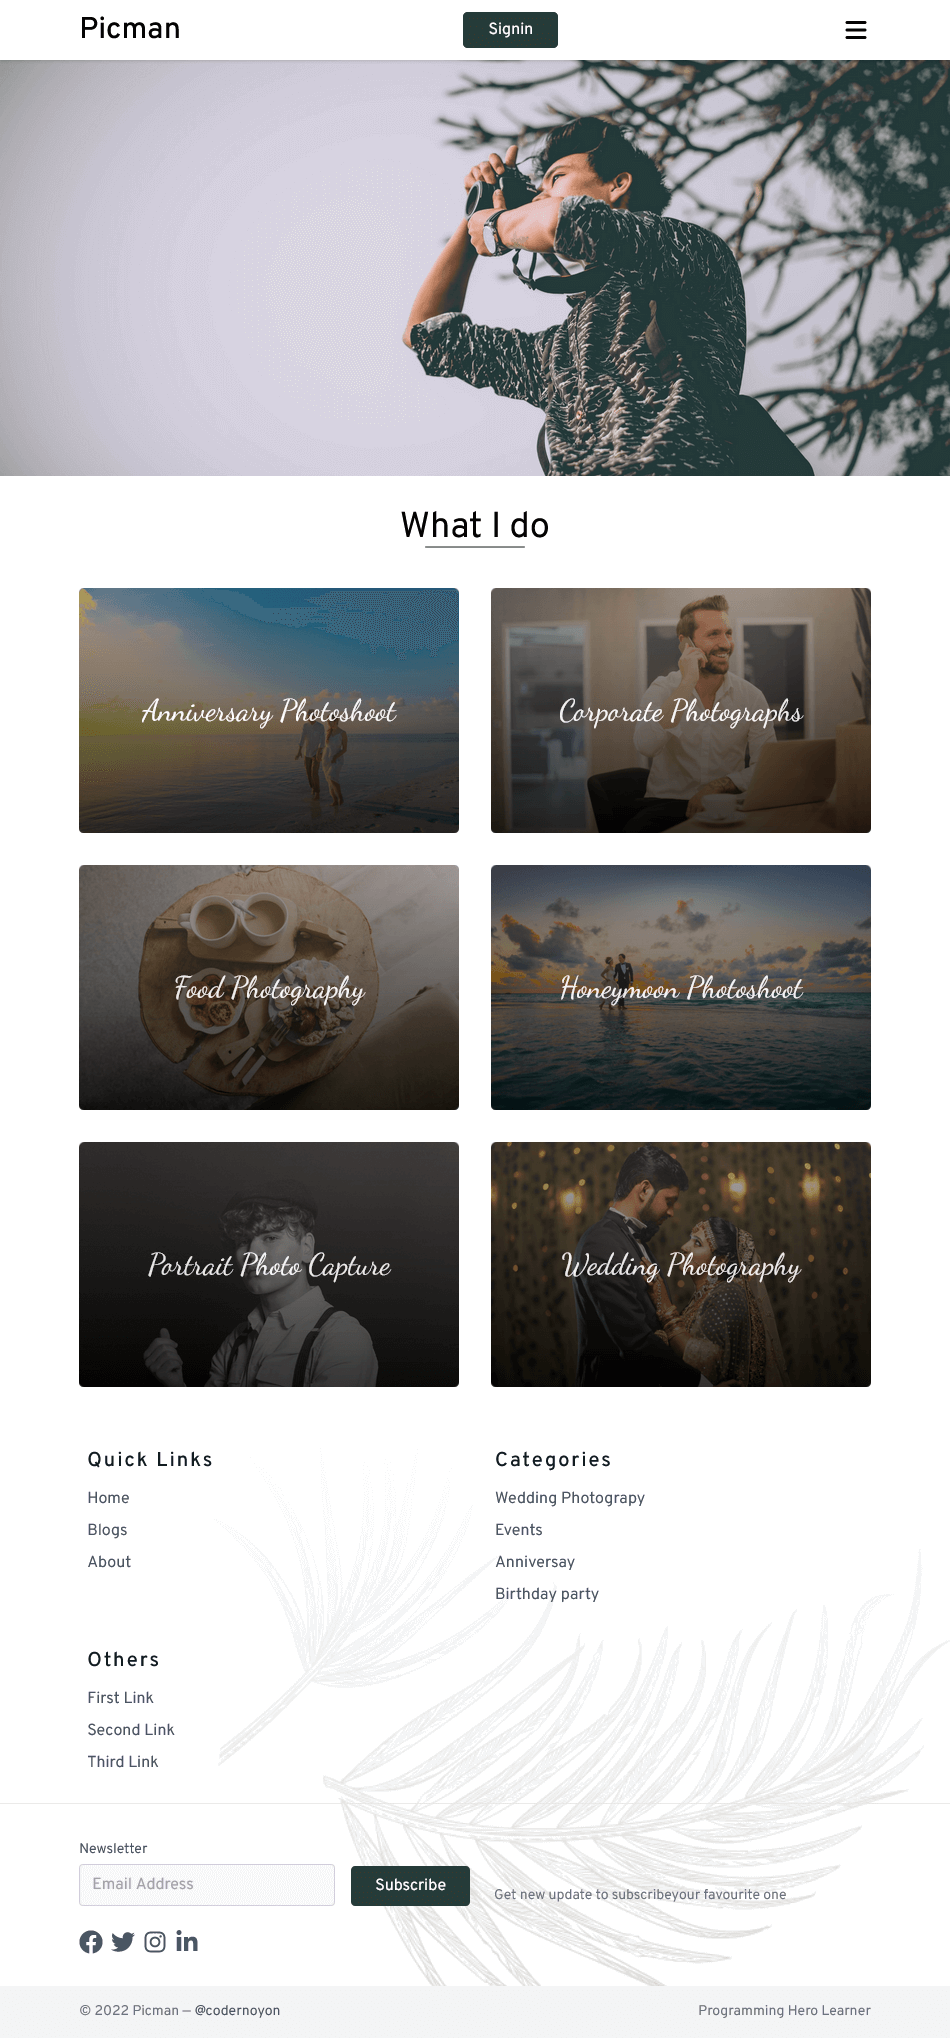 Picman
Signin
What I do
Anniversary Photoshoot
Corporate Photographs
Food Photography
Honeymoon Photoshoot
Portrait Photo Capture
Wedding Photography
Quick Links
Home
Blogs
About
Categories
Wedding Photograpy
Events
Anniversay
Birthday party
Others
First Link
Second Link
Third Link
Newsletter
Email Address
Subscribe
Get new update to subscribeyour favourite one
© 2022 Picman — @codernoyon
Programming Hero Learner